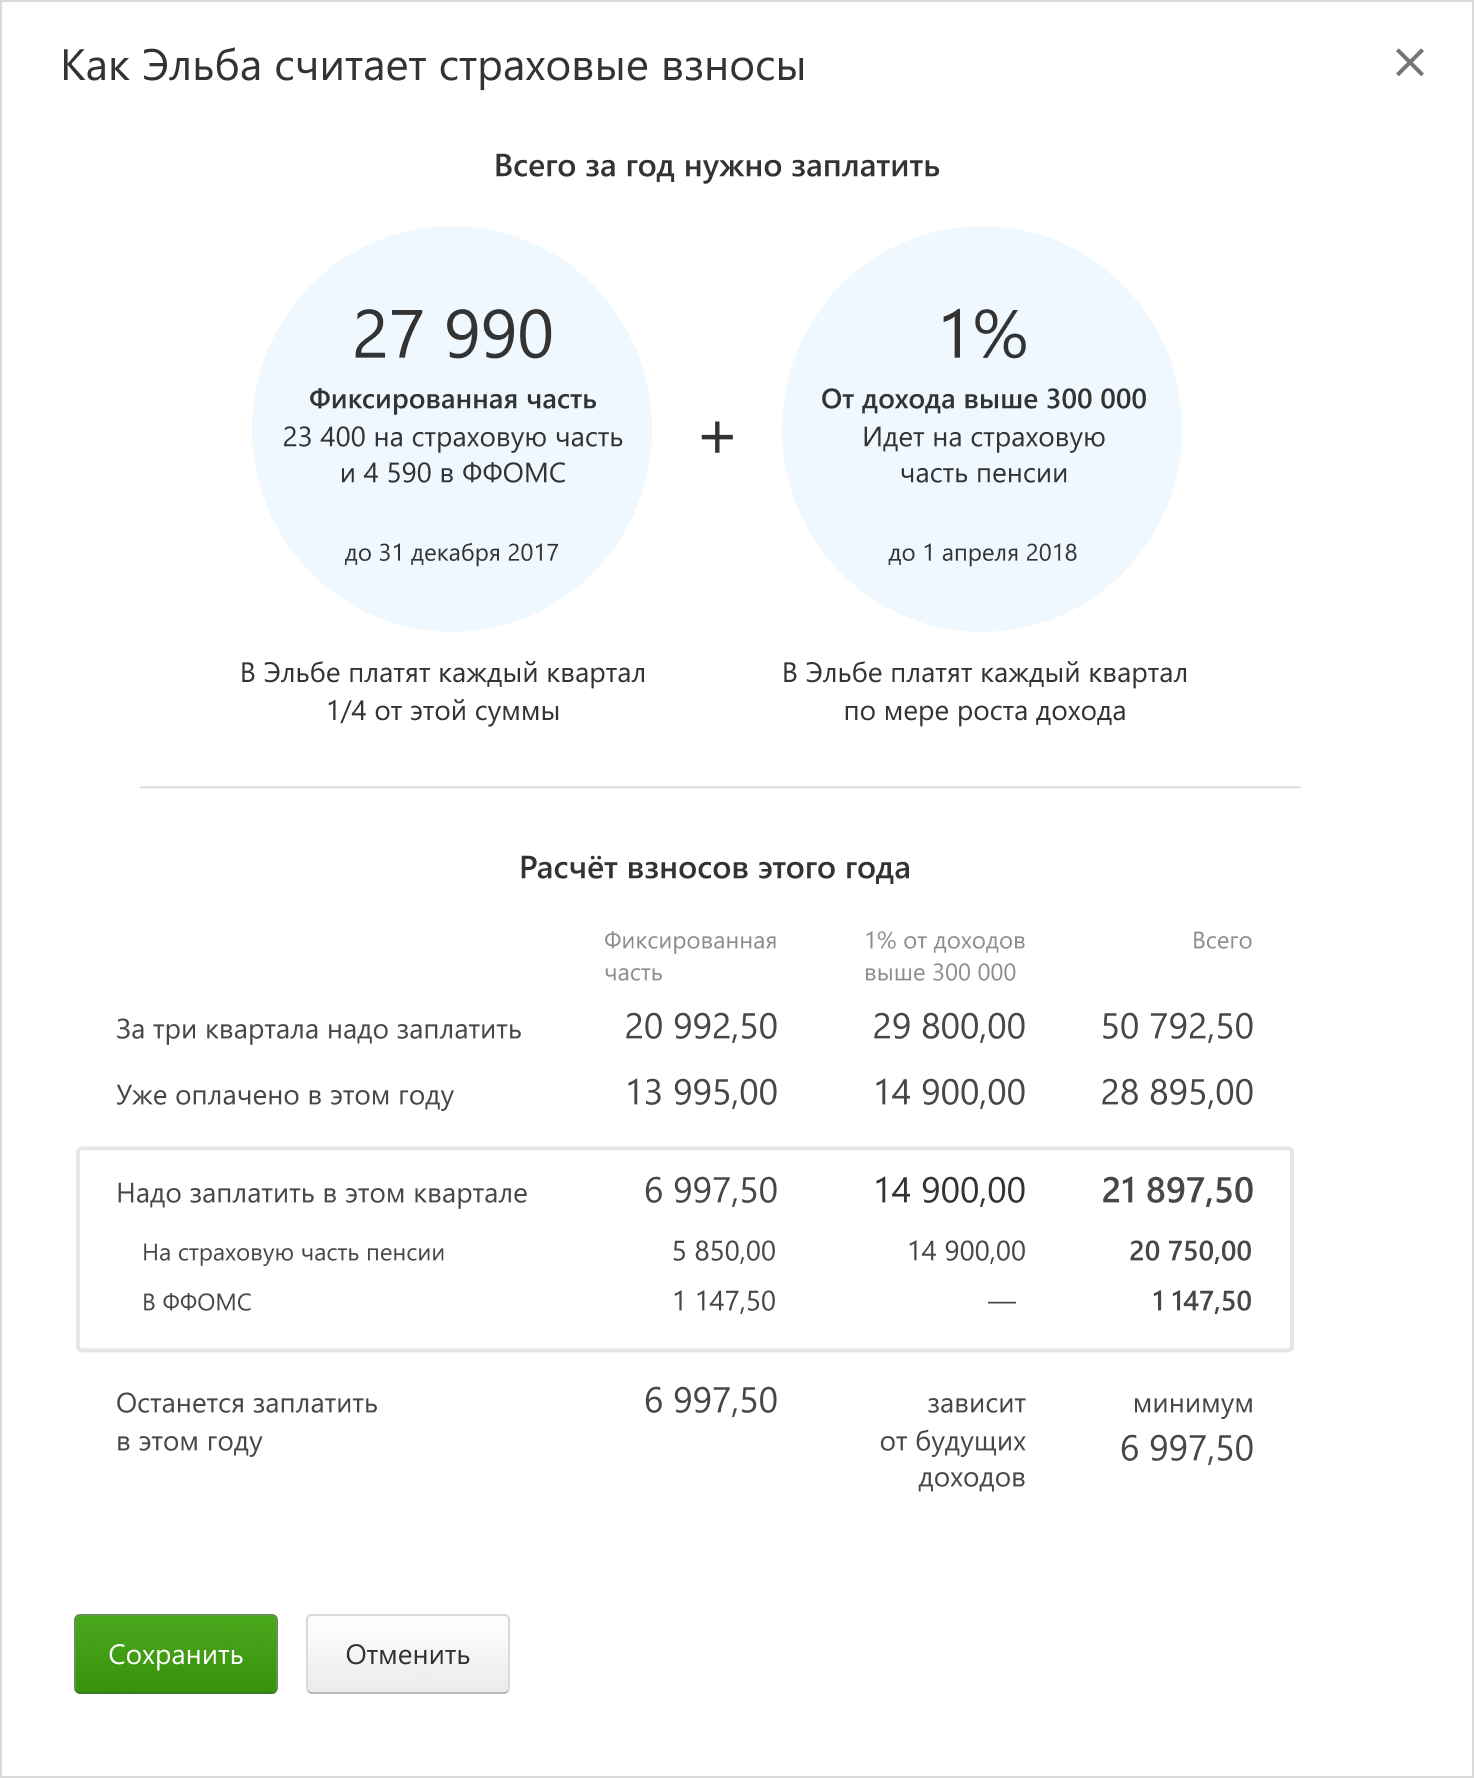 Как Эльба считает страховые взносы
Всего за год нужно заплатить
27 990
Фиксированная часть
23 400 на страховую часть
и 4 590 в ФФОМС
до 31 декабря 2017
+
1%
От дохода выше 300 000
Идет на страховую
часть пенсии
до 1 апреля 2018
В Эльбе платят каждый квартал
1/4 от этой суммы
В Эльбе платят каждый квартал
по мере роста дохода
Расчёт взносов этого года
Фиксированная
часть
1% от доходов
выше 300 000
Всего
За три квартала надо заплатить 20 992,50 29 800,00 50 792,50
Уже оплачено в этом году 13 995,00 14 900,00 28 895,00
Надо заплатить в этом квартале 6 997,50 14 900,00 21 897,50
На страховую часть пенсии 5 850,00 14 900,00 20 750,00
В ФФОМС 1 147,50 — 1 147,50
Останется заплатить
в этом году
6 997,50
зависит
от будущих
доходов
минимум
6 997,50
Сохранить
Отменить